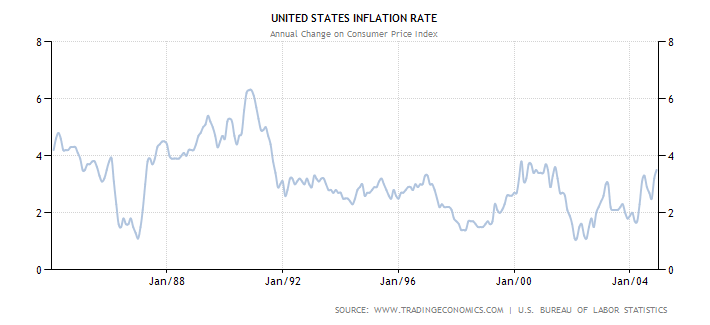 UNITED STATES INFLATION RATE
Annual Change on Consumer Price Index
8 8
6 6
4 4
2 2
0 0
Jan/88 Jan/92 Jan/96 Jan/00 Jan/04
SOURCE: WWW.TRADINGECONOMICS.COM | U.S. BUREAU OF LABOR STATISTICS